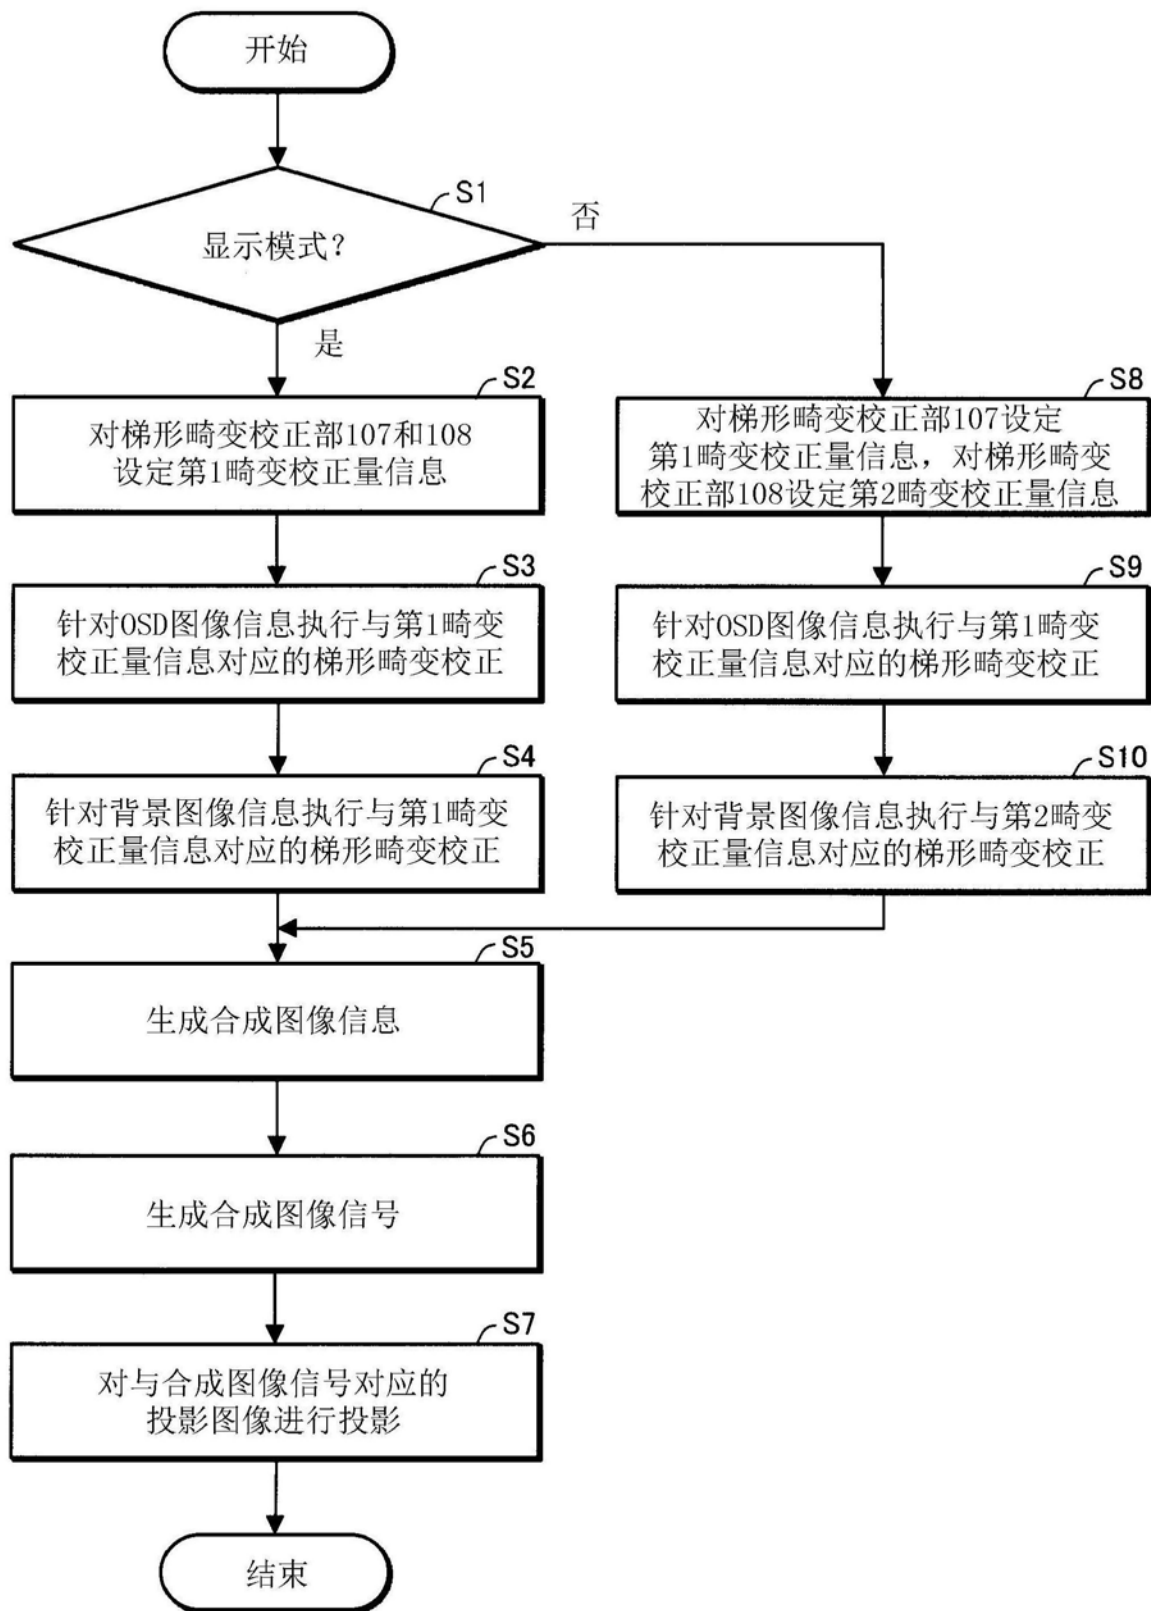 开始
S1
显示模式？
否
是
S2
对梯形畸变校正部107和108
设定第1畸变校正量信息
S8
对梯形畸变校正部107设定
第1畸变校正量信息，对梯形畸变
校正部108设定第2畸变校正量信息
S3
针对OSD图像信息执行与第1畸变
校正量信息对应的梯形畸变校正
S9
针对OSD图像信息执行与第1畸变
校正量信息对应的梯形畸变校正
S4
针对背景图像信息执行与第1畸变
校正量信息对应的梯形畸变校正
S10
针对背景图像信息执行与第2畸变
校正量信息对应的梯形畸变校正
S5
生成合成图像信息
S6
生成合成图像信号
S7
对与合成图像信号对应的
投影图像进行投影
结束